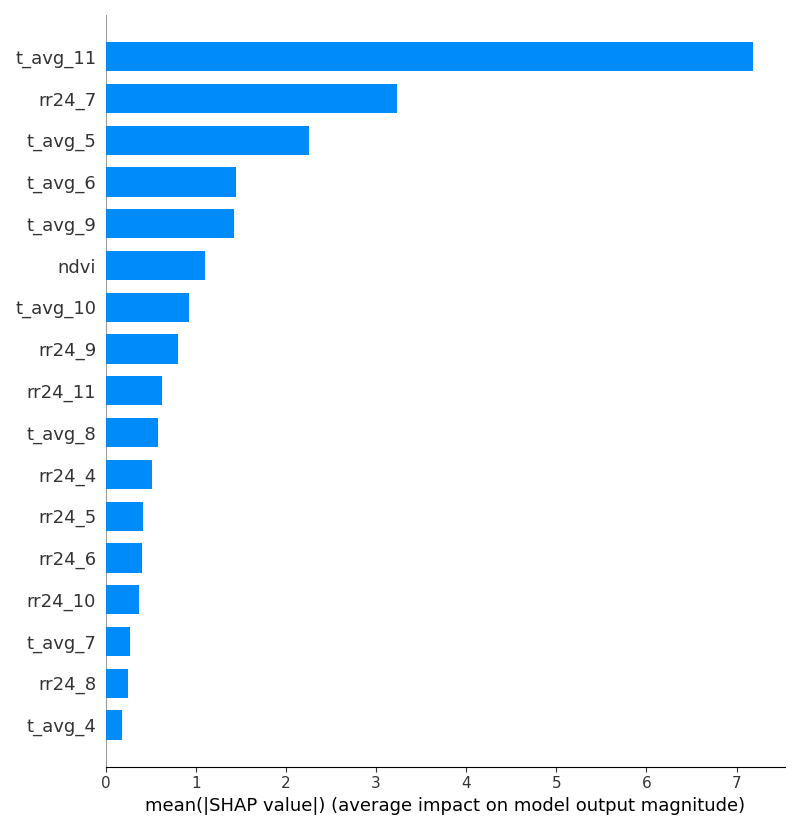 t_avg_11
rr24_7
t_avg_5
t_avg_6
t_avg_9
ndvi
t_avg_10
rr24_9
rr24_11
t_avg_8
rr24_4
rr24_5
rr24_6
rr24_10
t_avg_7
rr24_8
t_avg_4
0 1 2 3 4 5 6 7
mean(|SHAP value|) (average impact on model output magnitude)